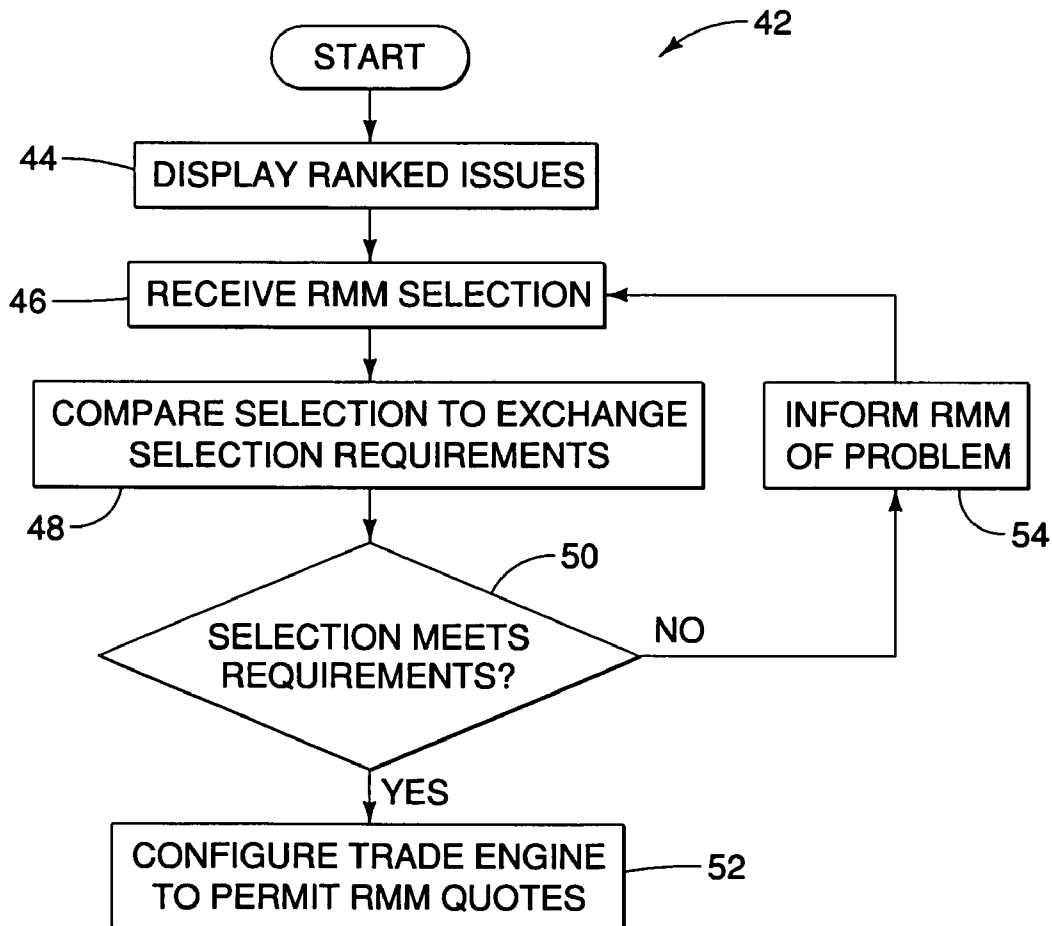 42
START
44
DISPLAY RANKED ISSUES
46
RECEIVE RMM SELECTION
COMPARE SELECTION TO EXCHANGE
SELECTION REQUIREMENTS
48
INFORM RMM
OF PROBLEM
54
50
SELECTION MEETS
REQUIREMENTS?
NO
YES
CONFIGURE TRADE ENGINE
TO PERMIT RMM QUOTES
52